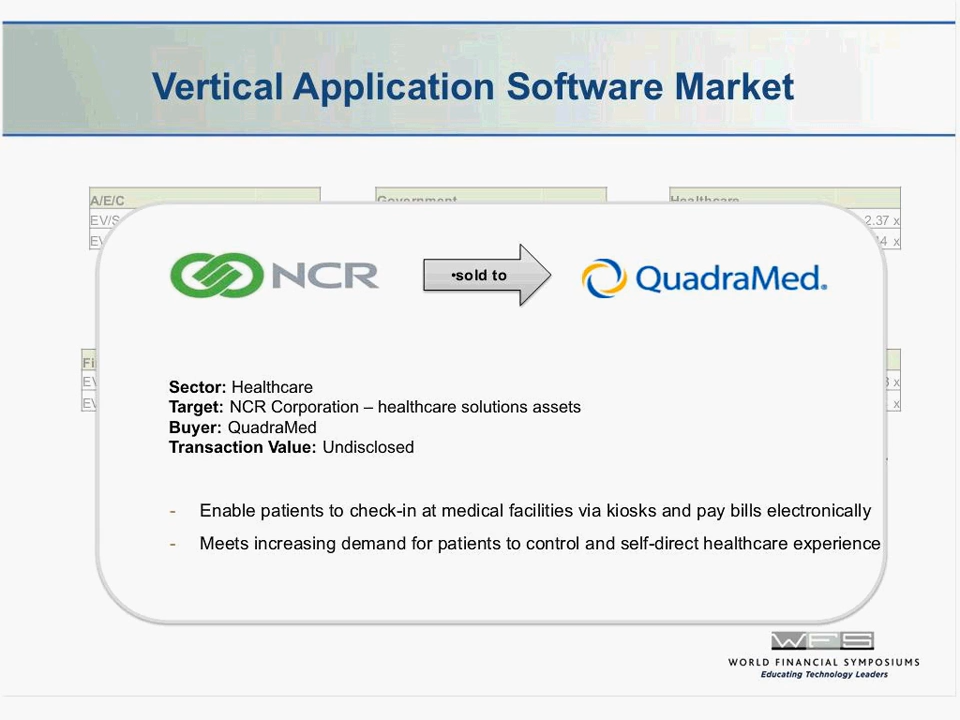 Vertical Application Software Market
A/E/C
Government
Healthcare
2.37 x
x
NCR
•sold to
QuadraMed.
x
x
Sector: Healthcare
Target: NCR Corporation – healthcare solutions assets
Buyer: QuadraMed
Transaction Value: Undisclosed
- Enable patients to check-in at medical facilities via kiosks and pay bills electronically
- Meets increasing demand for patients to control and self-direct healthcare experience
WFS
WORLD FINANCIAL SYMPOSIUMS
Educating Technology Leaders